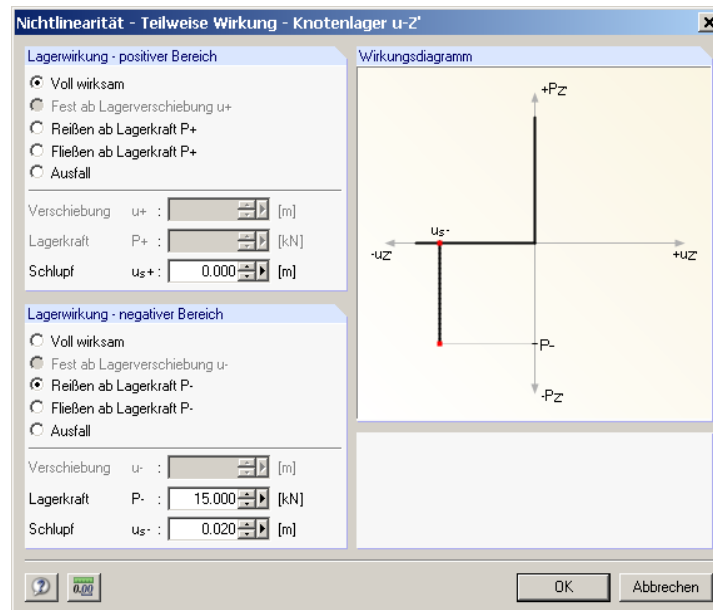 Nichtlinearität - Teilweise Wirkung - Knotenlager u-Z'
Lagerwirkung - positiver Bereich
Voll wirksam
Fest ab Lagerverschiebung u+
Reißen ab Lagerkraft P+
Fließen ab Lagerkraft P+
Ausfall
Verschiebung u+ : [m]
Lagerkraft P+ : [kN]
Schlupf us+ : 0.000 [m]
Lagerwirkung - negativer Bereich
Voll wirksam
Fest ab Lagerverschiebung u-
Reißen ab Lagerkraft P-
Fließen ab Lagerkraft P-
Ausfall
Verschiebung u- : [m]
Lagerkraft P- : 15.000 [kN]
Schlupf us- : 0.020 [m]
Wirkungsdiagramm
+PZ'
us-
-uZ'
+uZ'
P-
-PZ'
0.00
OK
Abbrechen